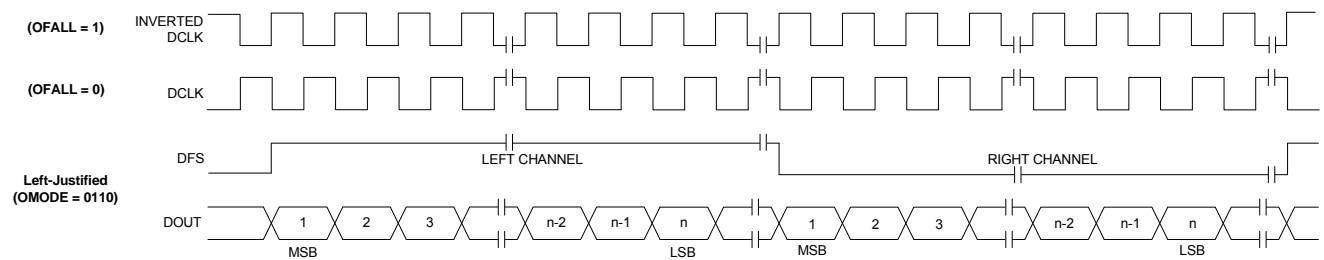 (OFALL = 1)
INVERTED
DCLK
(OFALL = 0)
DCLK
DFS
LEFT CHANNEL
RIGHT CHANNEL
Left-Justified
(OMODE = 0110)
DOUT
1 2 3 n-2 n-1 n 1 2 3 n-2 n-1 n
MSB LSB MSB LSB